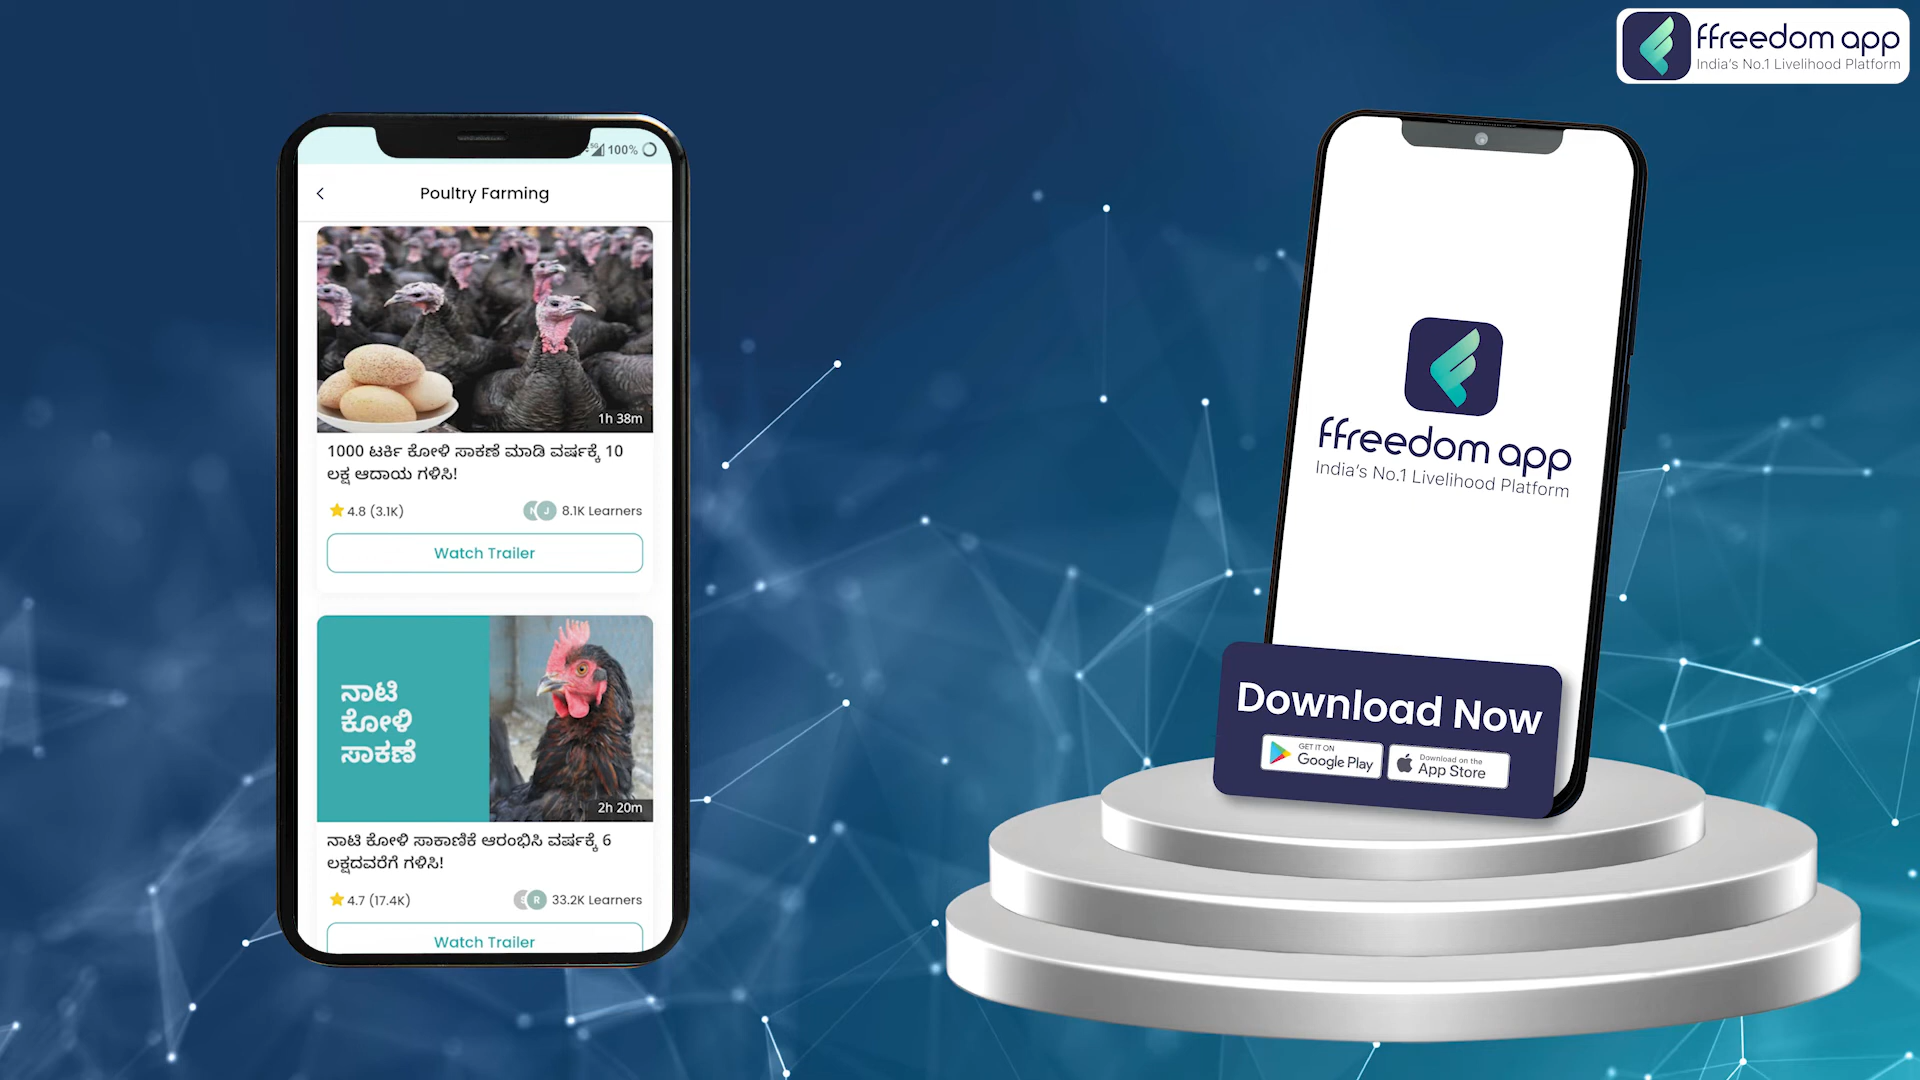 ffreedom app
India's No.1 Livelihood Platform
5G 100%
Poultry Farming
1h 38m
1000 ಟರ್ಕಿ ಕೋಳಿ ಸಾಕಣೆ ಮಾಡಿ ವರ್ಷಕ್ಕೆ 10
ಲಕ್ಷ ಆದಾಯ ಗಳಿಸಿ!
4.8 (3.1K)
J 8.1K Learners
Watch Trailer
ನಾಟಿ
ಕೋಳಿ
ಸಾಕಣೆ
2h 20m
ನಾಟಿ ಕೋಳಿ ಸಾಕಾಣಿಕೆ ಆರಂಭಿಸಿ ವರ್ಷಕ್ಕೆ 6
ಲಕ್ಷದವರೆಗೆ ಗಳಿಸಿ!
4.7 (17.4K)
S R 33.2K Learners
Watch Trailer
ffreedom app
India's No.1 Livelihood Platform
Download Now
GET IT ON
Google Play
Download on the
App Store